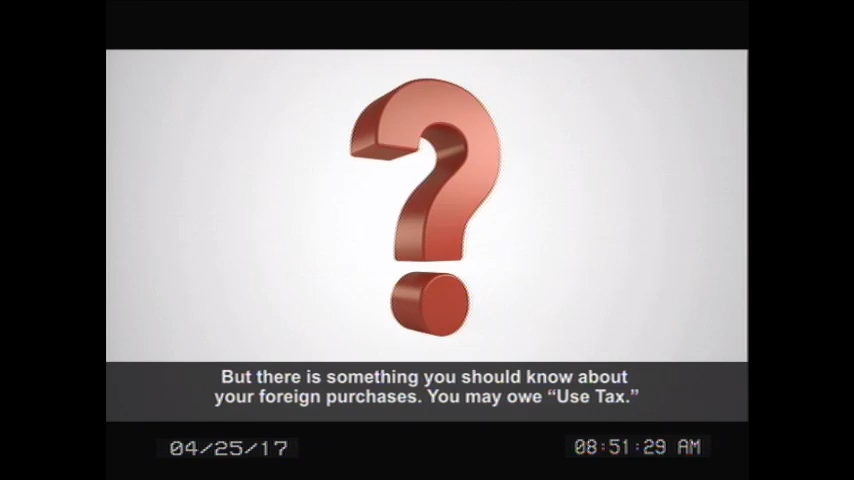 But there is something you should know about
your foreign purchases. You may owe “Use Tax.”
04/25/17
08:51:29 AM